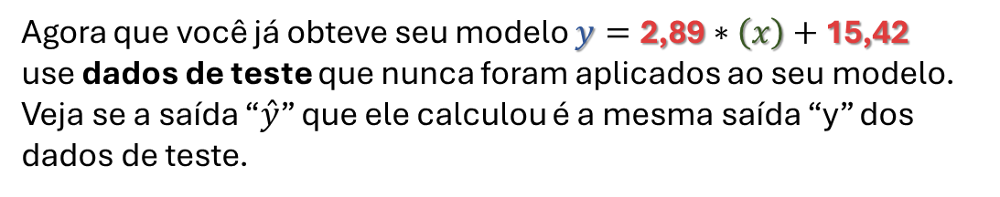 Agora que você já obteve seu modelo y = 2,89 * (x) + 15,42
use dados de teste que nunca foram aplicados ao seu modelo.
Veja se a saída “ŷ” que ele calculou é a mesma saída “y” dos
dados de teste.